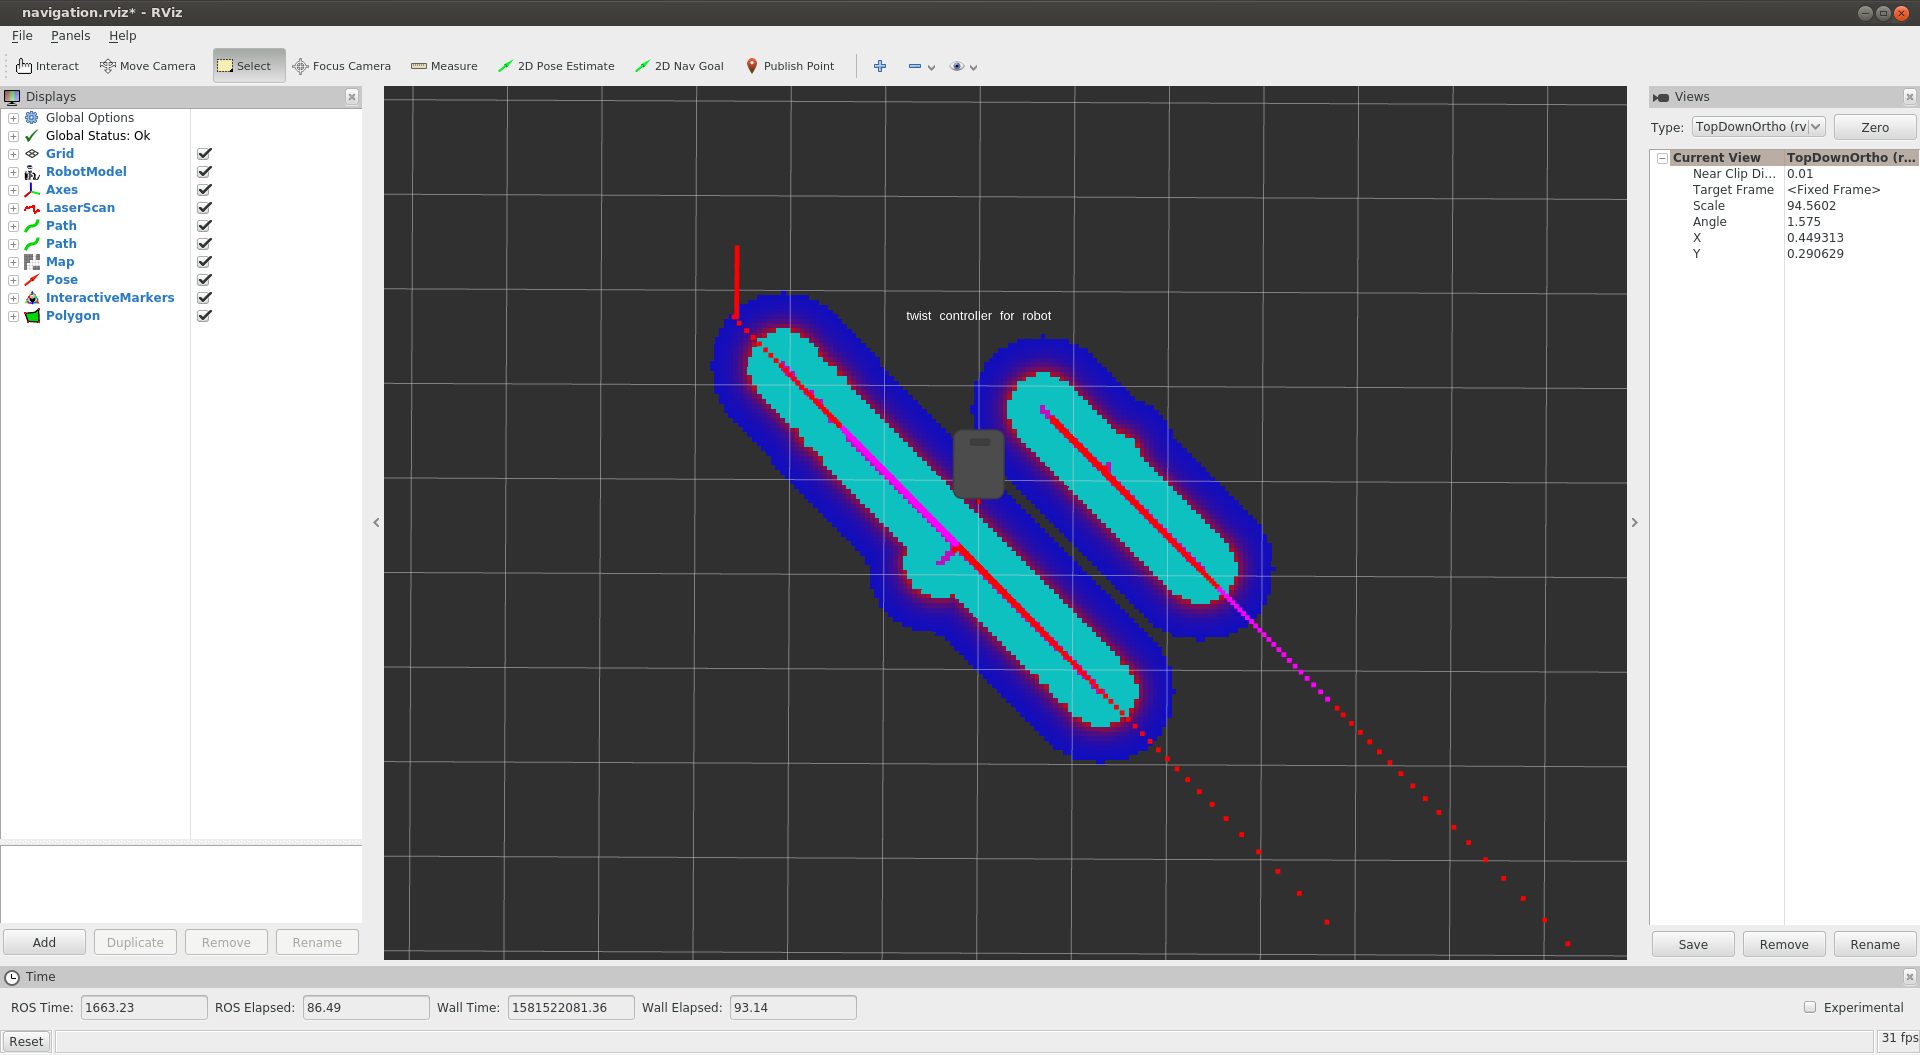 navigation.rviz* - RViz
File Panels Help
Interact Move Camera Select Focus Camera Measure 2D Pose Estimate 2D Nav Goal Publish Point
Displays
Global Options
Global Status: Ok
Grid
RobotModel
Axes
LaserScan
Path
Path
Map
Pose
InteractiveMarkers
Polygon
Add Duplicate Remove Rename
twist controller for robot
Views
Type: TopDownOrtho (rv Zero
Current View TopDownOrtho (r...
Near Clip Di... 0.01
Target Frame <Fixed Frame>
Scale 94.5602
Angle 1.575
X 0.449313
Y 0.290629
Save Remove Rename
Time
ROS Time: 1663.23 ROS Elapsed: 86.49 Wall Time: 1581522081.36 Wall Elapsed: 93.14 Experimental
Reset 31 fps